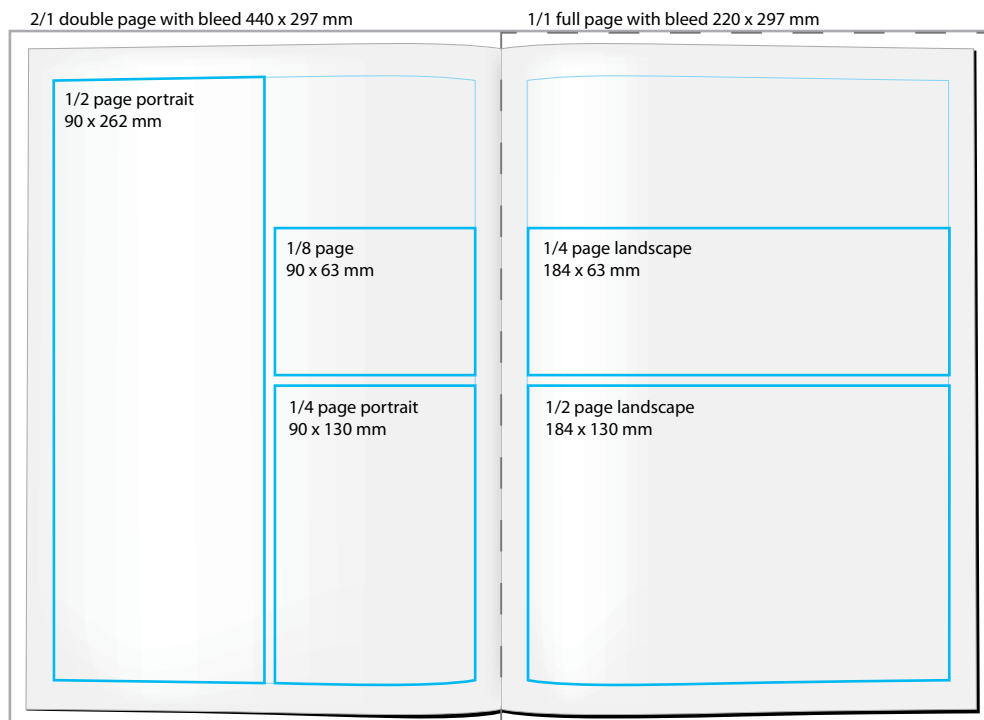 2/1 double page with bleed 440 x 297 mm
1/1 full page with bleed 220 x 297 mm
1/2 page portrait
90 x 262 mm
1/8 page
90 x 63 mm
1/4 page portrait
90 x 130 mm
1/4 page landscape
184 x 63 mm
1/2 page landscape
184 x 130 mm